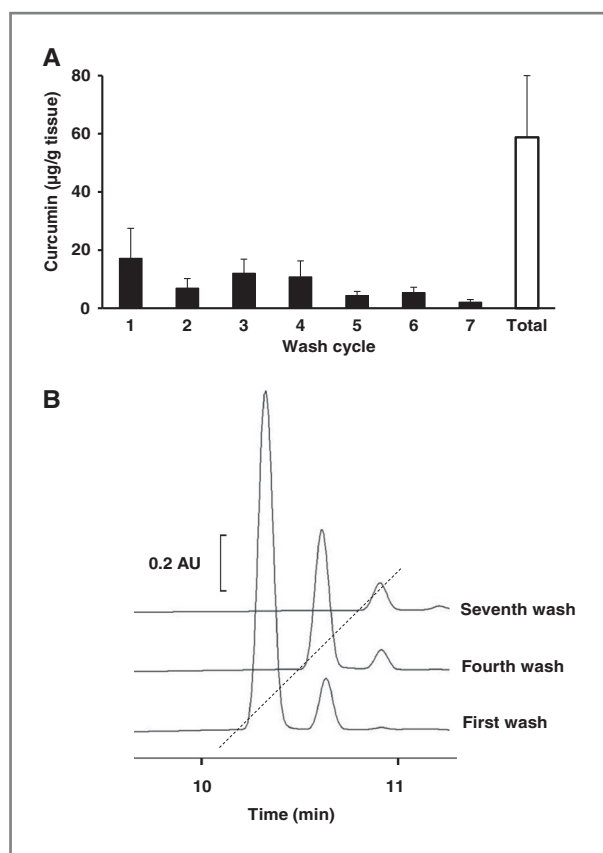 A
80
60
40
20
0
Curcumin (µg/g tissue)
1 2 3 4 5 6 7 Total
Wash cycle
B
0.2 AU
Seventh wash
Fourth wash
First wash
10 11
Time (min)